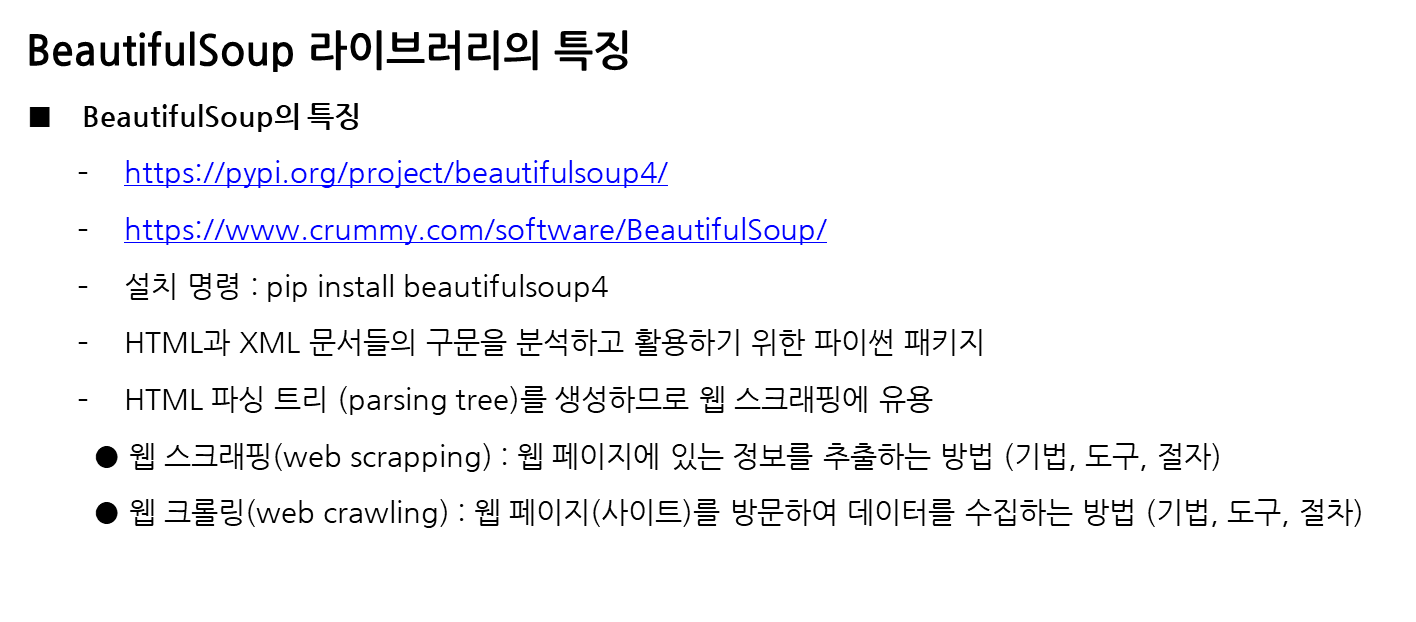 BeautifulSoup 라이브러리의 특징
■ BeautifulSoup의 특징
- https://pypi.org/project/beautifulsoup4/
- https://www.crummy.com/software/BeautifulSoup/
- 설치 명령 : pip install beautifulsoup4
- HTML과 XML 문서들의 구문을 분석하고 활용하기 위한 파이썬 패키지
- HTML 파싱 트리 (parsing tree)를 생성하므로 웹 스크래핑에 유용
● 웹 스크래핑(web scrapping) : 웹 페이지에 있는 정보를 추출하는 방법 (기법, 도구, 절자)
● 웹 크롤링(web crawling) : 웹 페이지(사이트)를 방문하여 데이터를 수집하는 방법 (기법, 도구, 절차)